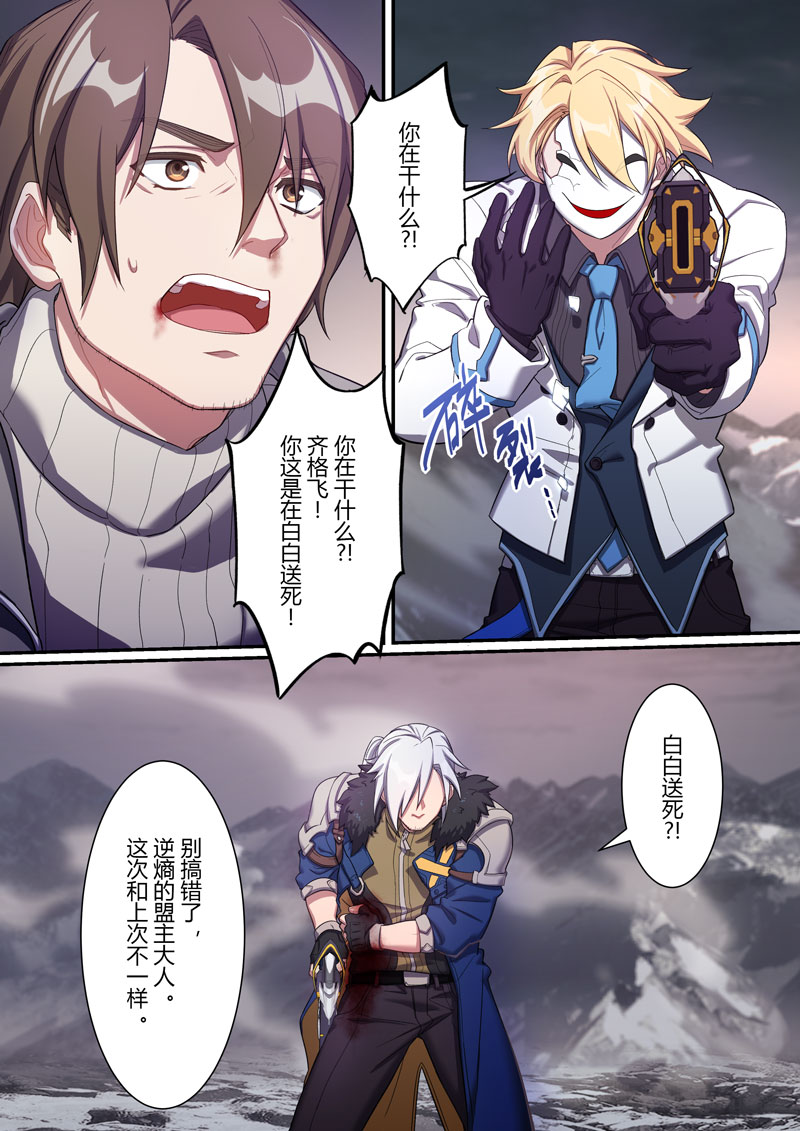 你在干什么?!
碎
裂
...
你在干什么?!
齐格飞！
你这是在白白送死！
白白送死?!
别搞错了，
逆熵的盟主大人。
这次和上次不一样。